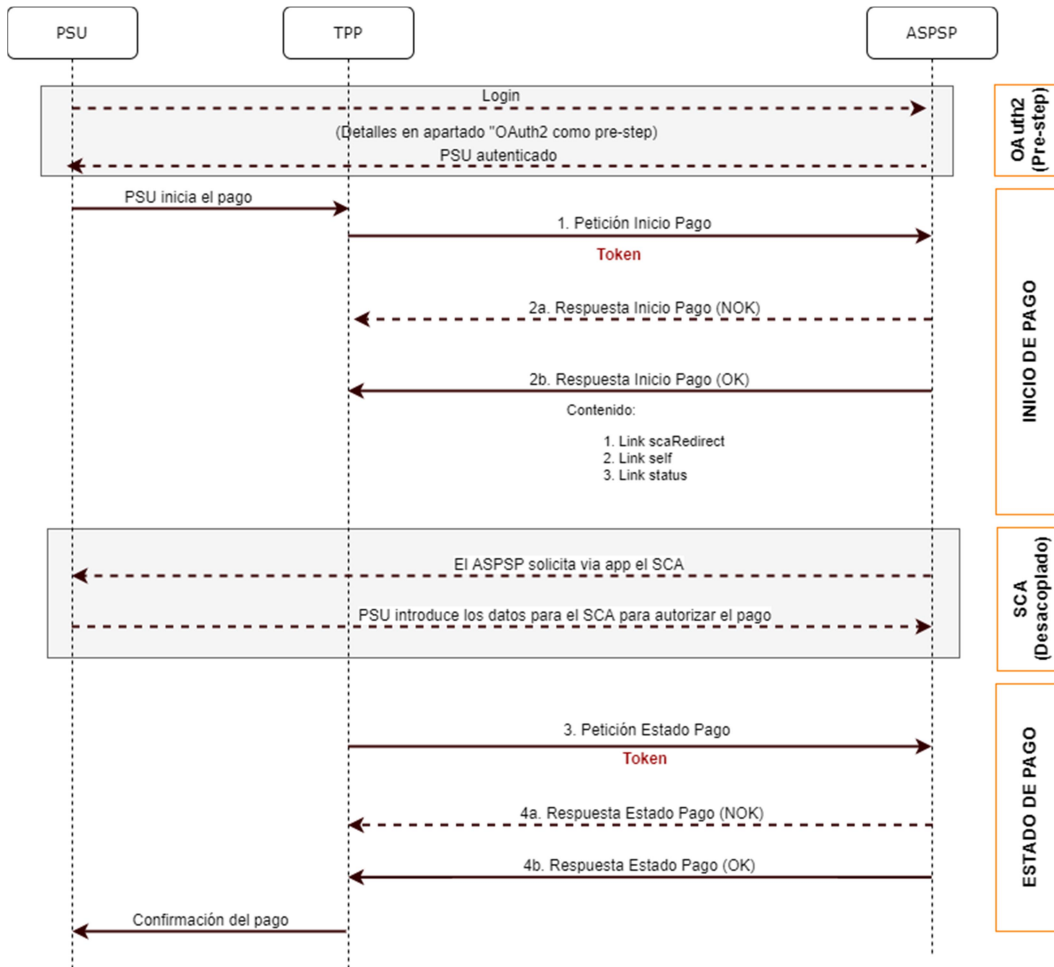 PSU
TPP
ASPSP
Login
(Detalles en apartado "OAuth2 como pre-step)
PSU autenticado
OAuth2
(Pre-step)
PSU inicia el pago
1. Petición Inicio Pago
Token
2a. Respuesta Inicio Pago (NOK)
2b. Respuesta Inicio Pago (OK)
Contenido:
1. Link scaRedirect
2. Link self
3. Link status
INICIO DE PAGO
El ASPSP solicita via app el SCA
PSU introduce los datos para el SCA para autorizar el pago
SCA
(Desacoplado)
3. Petición Estado Pago
Token
4a. Respuesta Estado Pago (NOK)
4b. Respuesta Estado Pago (OK)
Confirmación del pago
ESTADO DE PAGO